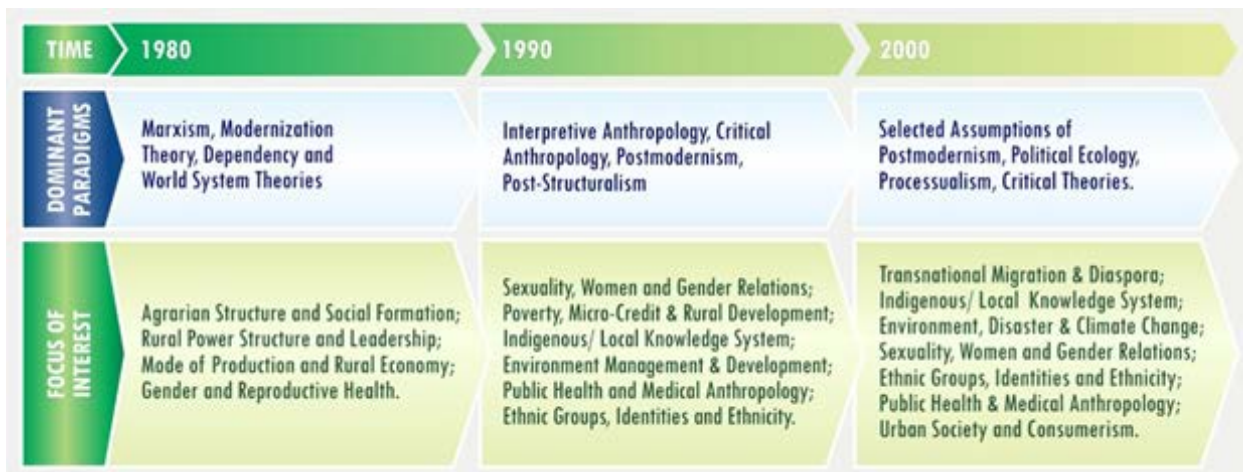 TIME
1980
1990
2000
DOMINANT
PARADIGMS
Marxism, Modernization
Theory, Dependency and
World System Theories
Interpretive Anthropology, Critical
Anthropology, Postmodernism,
Post-Structuralism
Selected Assumptions of
Postmodernism, Political Ecology,
Processualism, Critical Theories.
FOCUS OF
INTEREST
Agrarian Structure and Social Formation;
Rural Power Structure and Leadership;
Mode of Production and Rural Economy;
Gender and Reproductive Health.
Sexuality, Women and Gender Relations;
Poverty, Micro-Credit & Rural Development;
Indigenous/ Local Knowledge System;
Environment Management & Development;
Public Health and Medical Anthropology;
Ethnic Groups, Identities and Ethnicity.
Transnational Migration & Diaspora;
Indigenous/ Local Knowledge System;
Environment, Disaster & Climate Change;
Sexuality, Women and Gender Relations;
Ethnic Groups, Identities and Ethnicity;
Public Health & Medical Anthropology;
Urban Society and Consumerism.